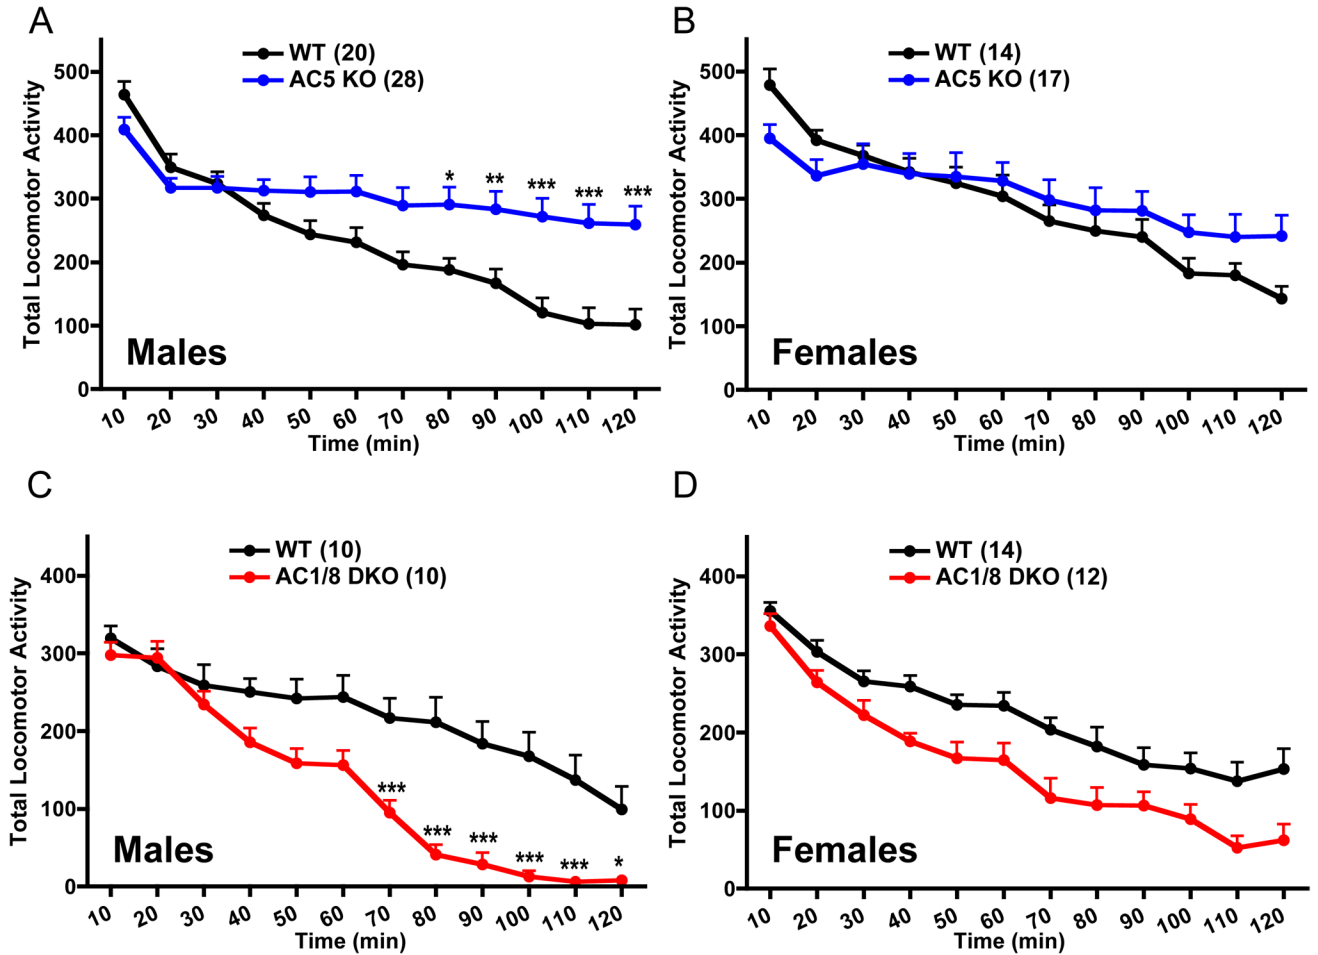 A
WT (20)
AC5 KO (28)
Total Locomotor Activity
500
400
300
200
100
0
* ** *** *** ***
Males
10 20 30 40 50 60 70 80 90 100 110 120
Time (min)
B
WT (14)
AC5 KO (17)
Total Locomotor Activity
500
400
300
200
100
0
Females
10 20 30 40 50 60 70 80 90 100 110 120
Time (min)
C
WT (10)
AC1/8 DKO (10)
Total Locomotor Activity
400
300
200
100
0
*** *** *** *** *** *
Males
10 20 30 40 50 60 70 80 90 100 110 120
Time (min)
D
WT (14)
AC1/8 DKO (12)
Total Locomotor Activity
400
300
200
100
0
Females
10 20 30 40 50 60 70 80 90 100 110 120
Time (min)